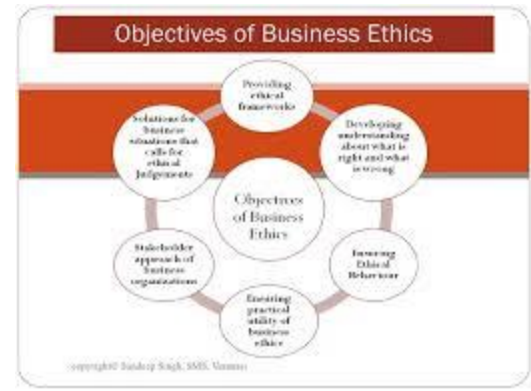 Objectives of Business Ethics
Providing
ethical
frameworks
Developing
understanding
about what is
right and what
is wrong
Ensuring
Ethical
Behaviour
Ensuring
practical
utility of
business
ethics
Stakeholder
approach of
business
organizations
Solutions for
business
situations that
calls for
ethical
Judgements
Objectives
of Business
Ethics
copyright© Sandeep Singh, SMS, Varanasi